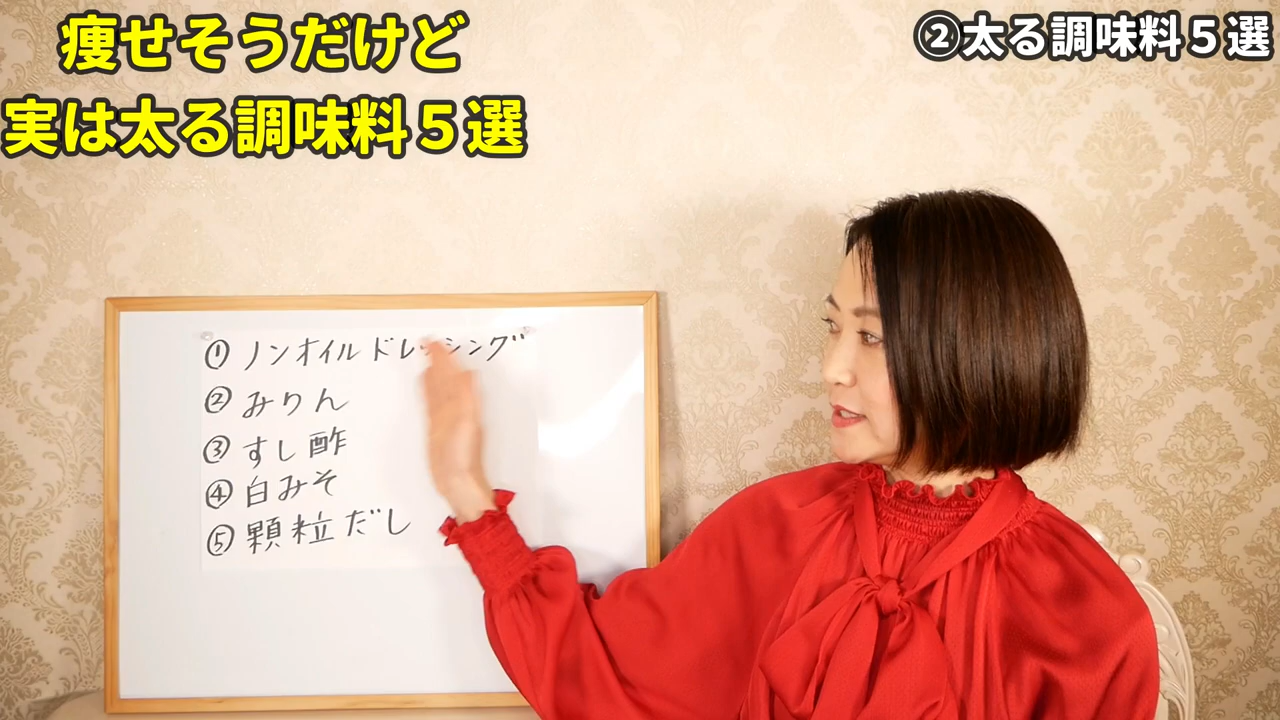 痩せそうだけど
実は太る調味料５選
②太る調味料５選
①ノンオイルドレッシング
②みりん
③すし酢
④白みそ
⑤顆粒だし